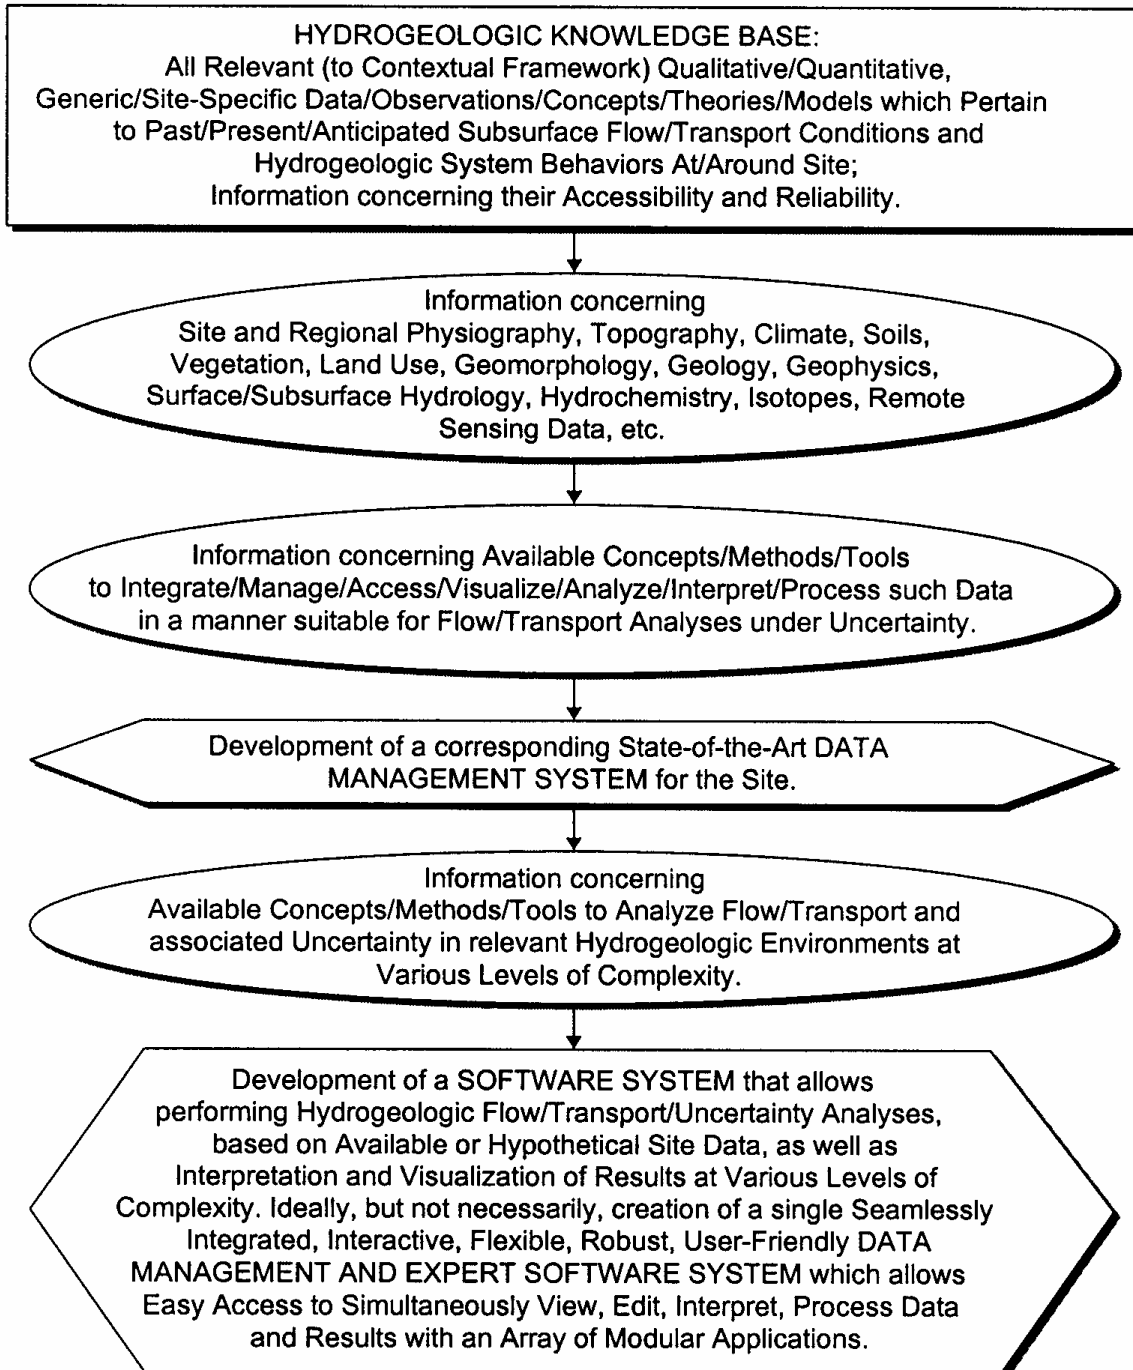 HYDROGEOLOGIC KNOWLEDGE BASE:
All Relevant (to Contextual Framework) Qualitative/Quantitative,
Generic/Site-Specific Data/Observations/Concepts/Theories/Models which Pertain
to Past/Present/Anticipated Subsurface Flow/Transport Conditions and
Hydrogeologic System Behaviors At/Around Site;
Information concerning their Accessibility and Reliability.
Information concerning
Site and Regional Physiography, Topography, Climate, Soils,
Vegetation, Land Use, Geomorphology, Geology, Geophysics,
Surface/Subsurface Hydrology, Hydrochemistry, Isotopes, Remote
Sensing Data, etc.
Information concerning Available Concepts/Methods/Tools
to Integrate/Manage/Access/Visualize/Analyze/Interpret/Process such Data
in a manner suitable for Flow/Transport Analyses under Uncertainty.
Development of a corresponding State-of-the-Art DATA
MANAGEMENT SYSTEM for the Site.
Information concerning
Available Concepts/Methods/Tools to Analyze Flow/Transport and
associated Uncertainty in relevant Hydrogeologic Environments at
Various Levels of Complexity.
Development of a SOFTWARE SYSTEM that allows
performing Hydrogeologic Flow/Transport/Uncertainty Analyses,
based on Available or Hypothetical Site Data, as well as
Interpretation and Visualization of Results at Various Levels of
Complexity. Ideally, but not necessarily, creation of a single Seamlessly
Integrated, Interactive, Flexible, Robust, User-Friendly DATA
MANAGEMENT AND EXPERT SOFTWARE SYSTEM which allows
Easy Access to Simultaneously View, Edit, Interpret, Process Data
and Results with an Array of Modular Applications.